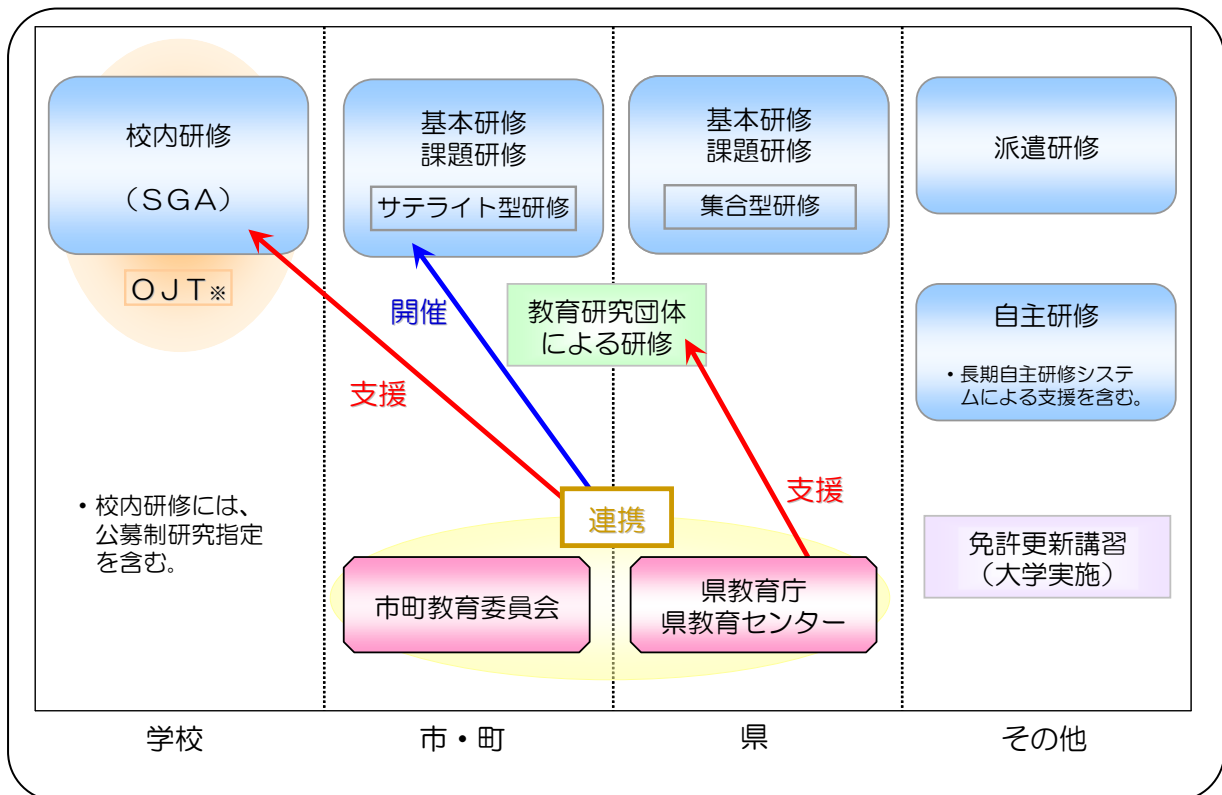 校内研修
（ＳＧＡ）
ＯＪＴ※
基本研修
課題研修
サテライト型研修
基本研修
課題研修
集合型研修
派遣研修
開催
教育研究団体
による研修
自主研修
・長期自主研修システ
ムによる支援を含む。
支援
支援
・校内研修には、
公募制研究指定
を含む。
連携
免許更新講習
（大学実施）
市町教育委員会
県教育庁
県教育センター
学校
市・町
県
その他